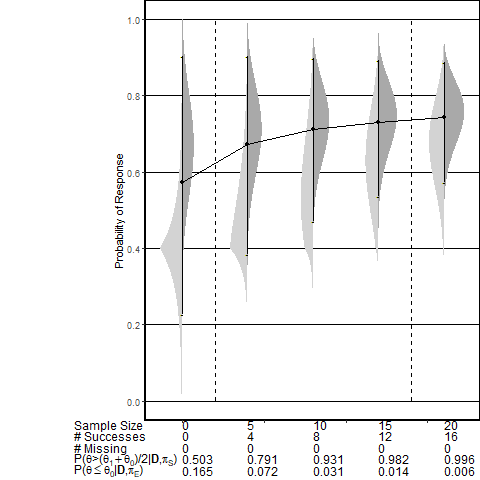 1.0
0.8
0.6
0.4
0.2
0.0
Probability of Response
Sample Size 0 5 10 15 20
# Successes 0 4 8 12 16
# Missing 0 0 0 0 0
P(θ>(θ₁+θ₀)/2|D,πS) 0.503 0.791 0.931 0.982 0.996
P(θ≤θ₀|D,πE) 0.165 0.072 0.031 0.014 0.006